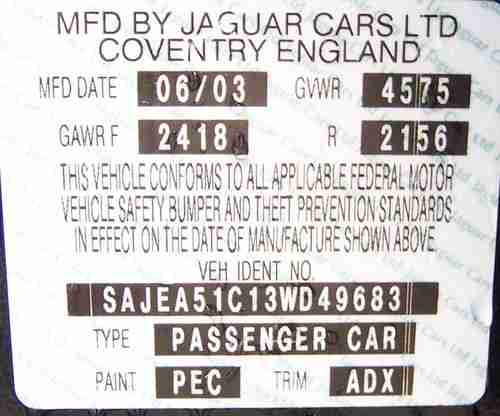 MFD BY JAGUAR CARS LTD
COVENTRY ENGLAND
MFD DATE 06/03 GVWR 4575
GAWR F 2418 R 2156
THIS VEHICLE CONFORMS TO ALL APPLICABLE FEDERAL MOTOR
VEHICLE SAFETY, BUMPER AND THEFT PREVENTION STANDARDS
IN EFFECT ON THE DATE OF MANUFACTURE SHOWN ABOVE.
VEH IDENT NO.
SAJEA51C13WD49683
TYPE PASSENGER CAR
PAINT PEC TRIM ADX